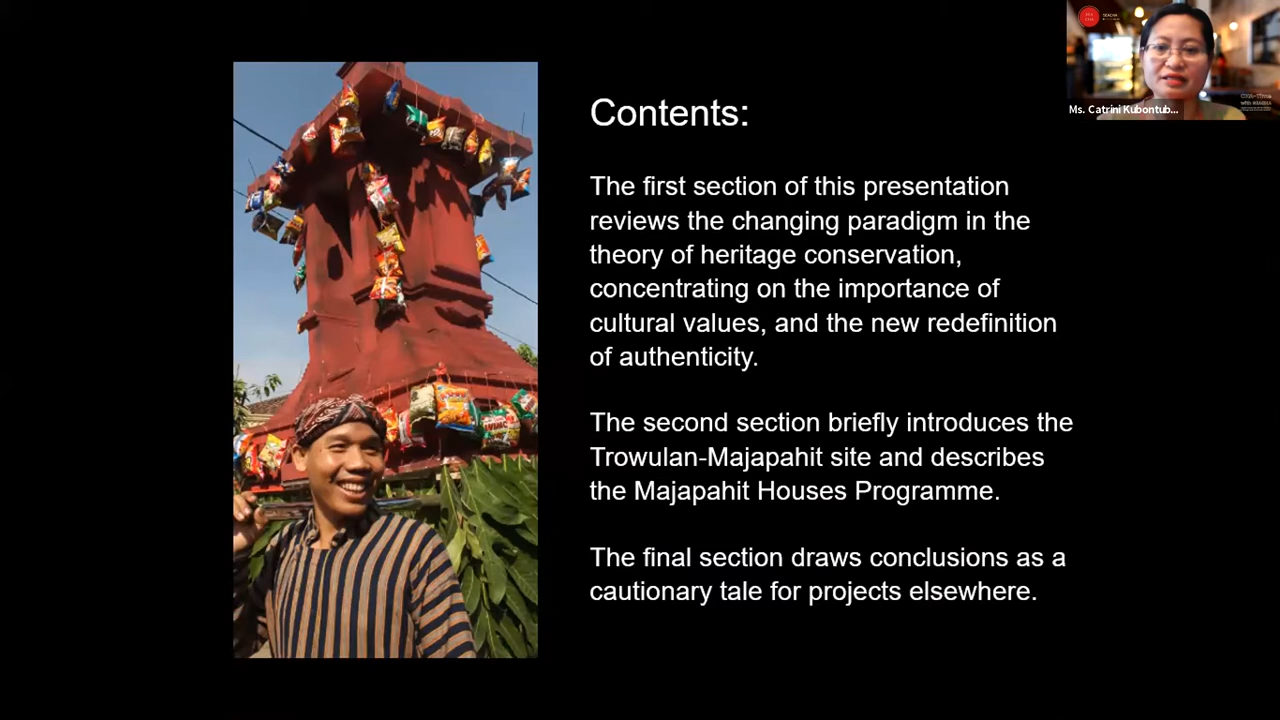 Contents:
The first section of this presentation
reviews the changing paradigm in the
theory of heritage conservation,
concentrating on the importance of
cultural values, and the new redefinition
of authenticity.
The second section briefly introduces the
Trowulan-Majapahit site and describes
the Majapahit Houses Programme.
The final section draws conclusions as a
cautionary tale for projects elsewhere.
SEACHA
Ms. Catrini Kubontub...